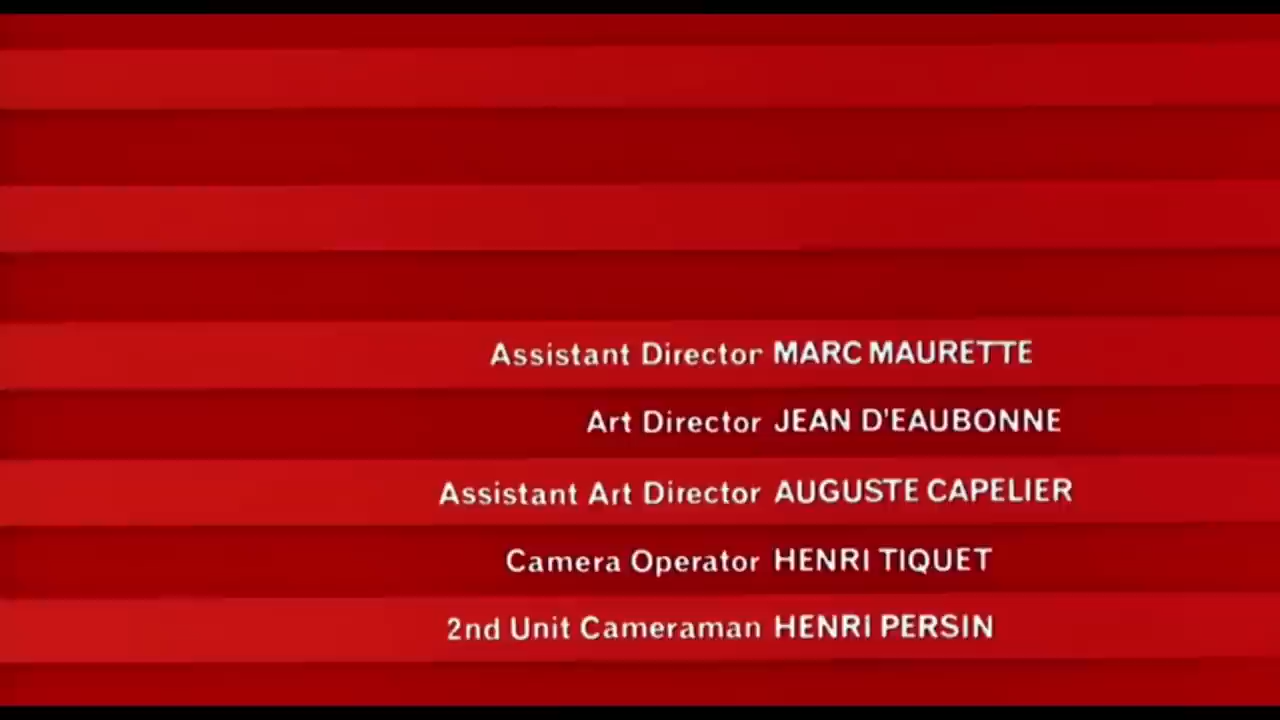 Assistant Director MARC MAURETTE
Art Director JEAN D'EAUBONNE
Assistant Art Director AUGUSTE CAPELIER
Camera Operator HENRI TIQUET
2nd Unit Cameraman HENRI PERSIN